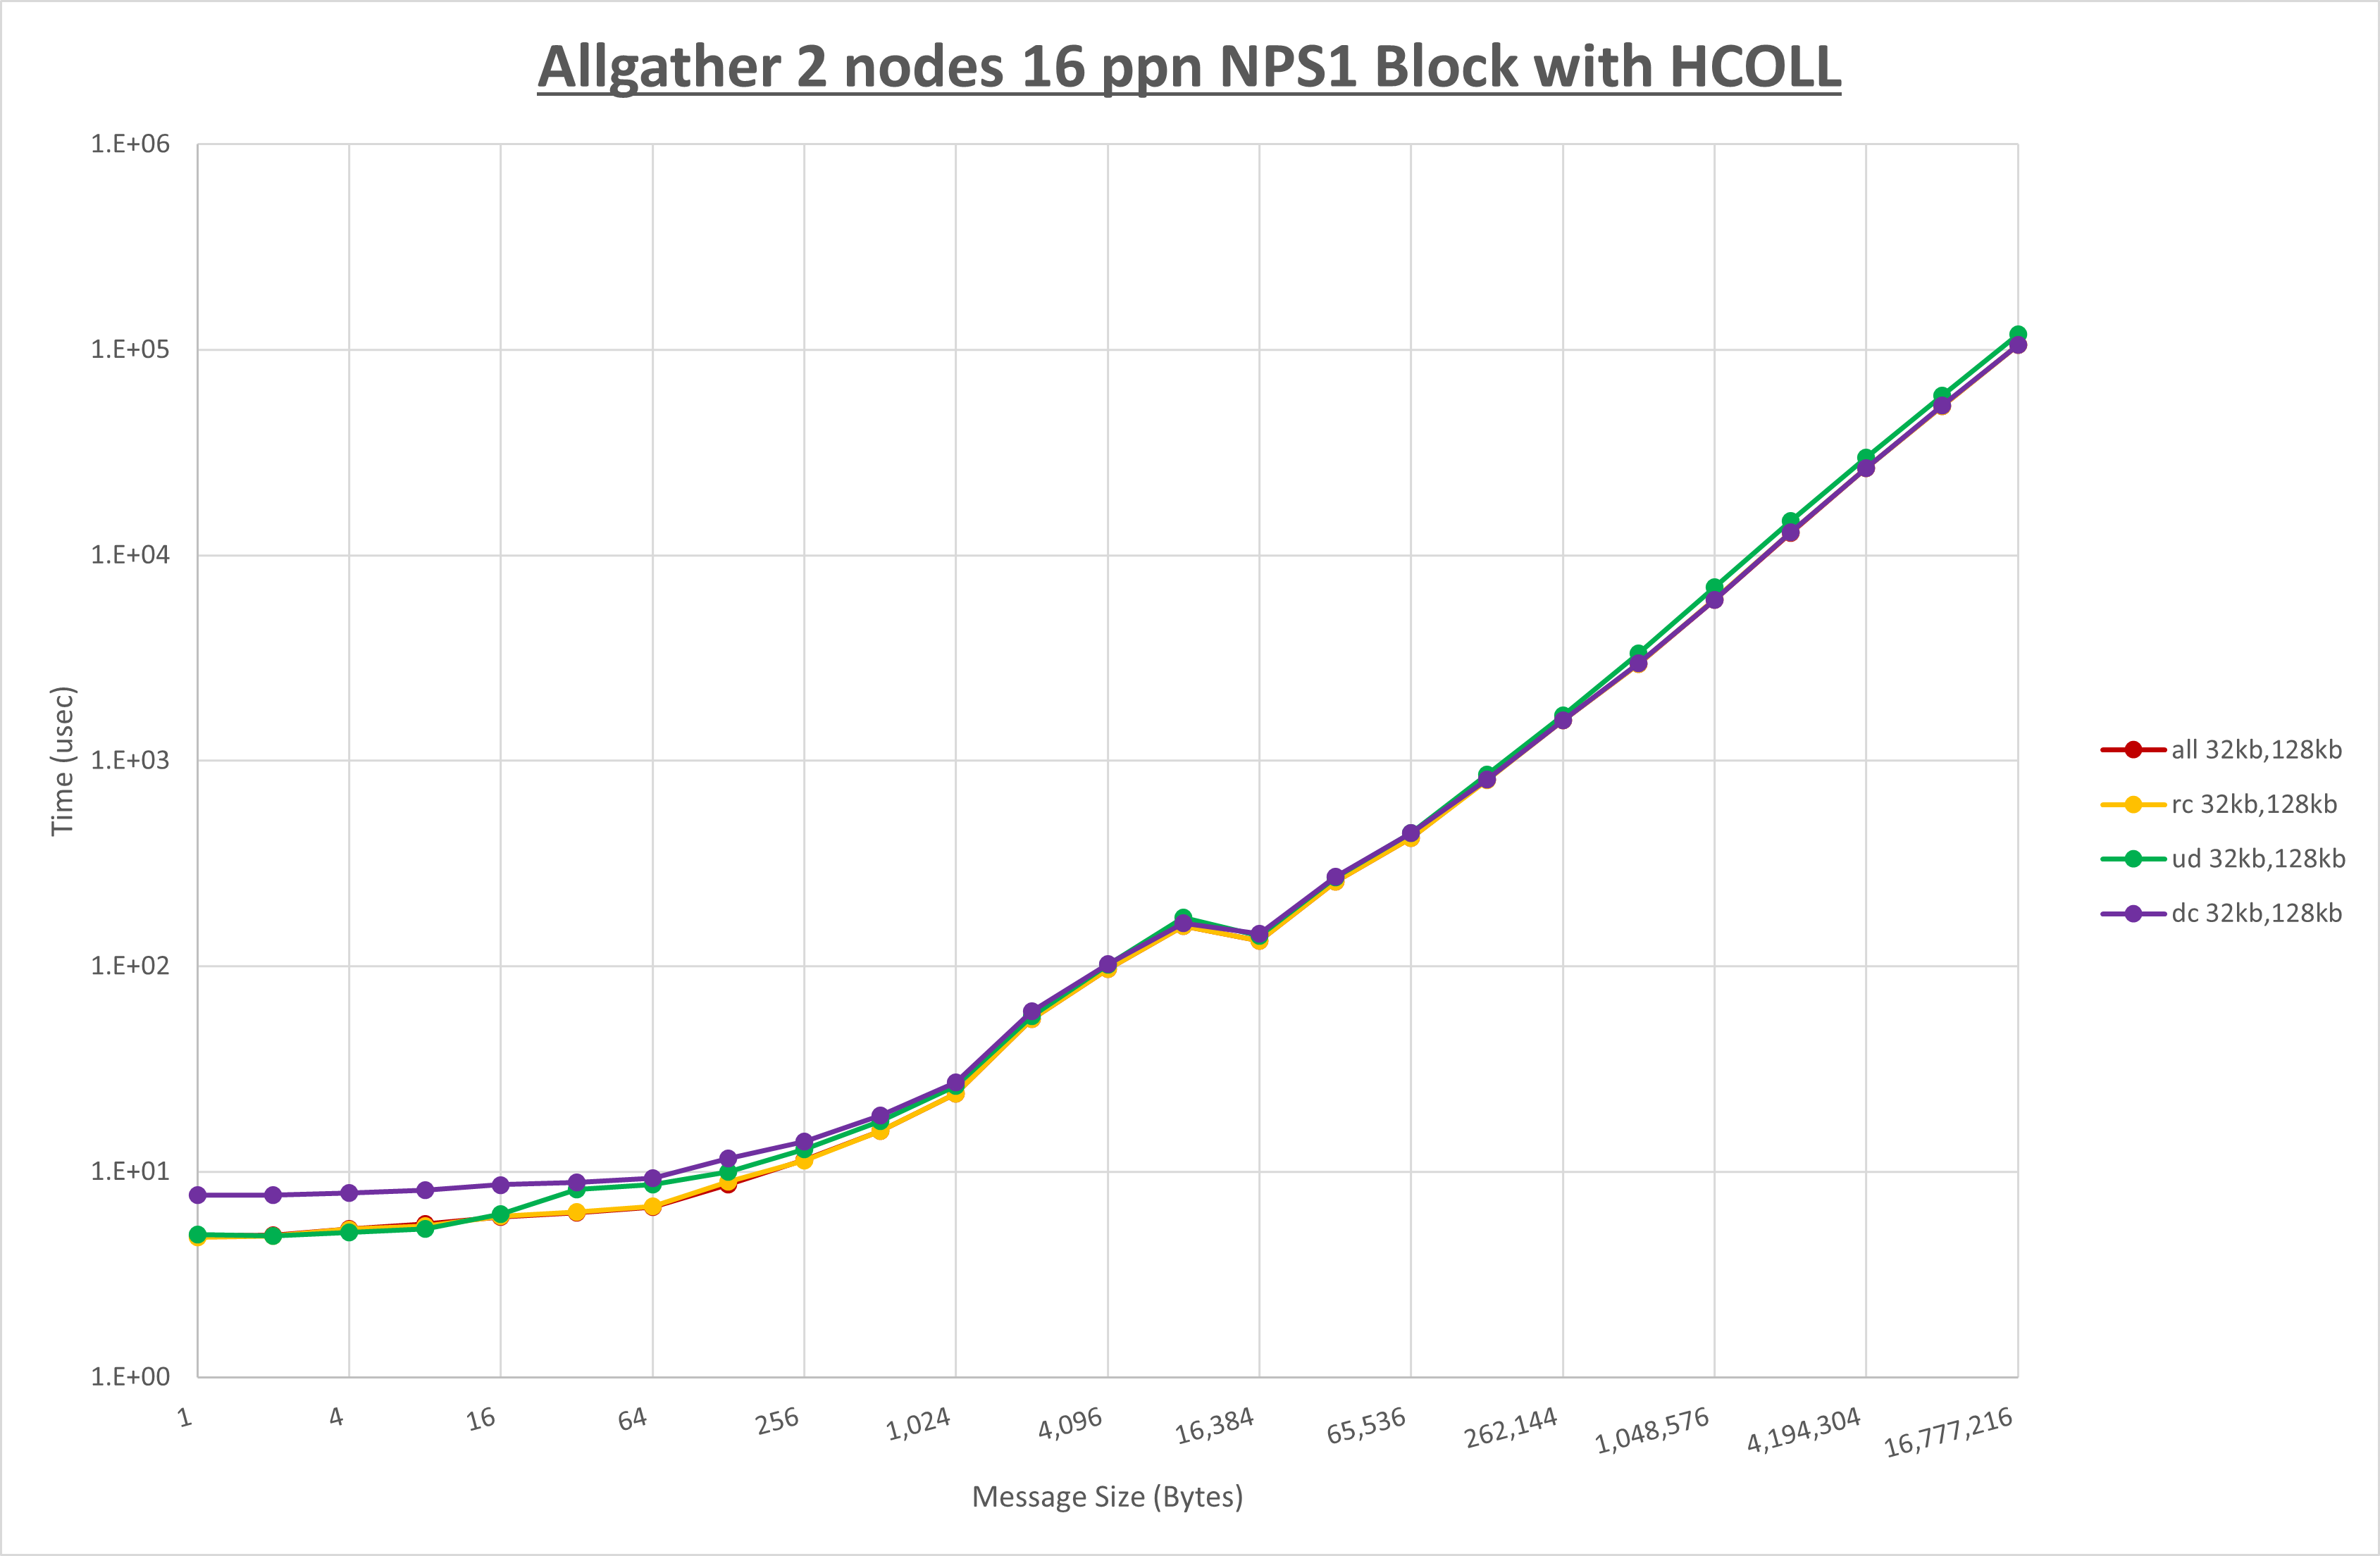 Allgather 2 nodes 16 ppn NPS1 Block with HCOLL
1.E+06
1.E+05
1.E+04
1.E+03
1.E+02
1.E+01
1.E+00
Time (usec)
1 4 16 64 256 1,024 4,096 16,384 65,536 262,144 1,048,576 4,194,304 16,777,216
Message Size (Bytes)
all 32kb,128kb
rc 32kb,128kb
ud 32kb,128kb
dc 32kb,128kb